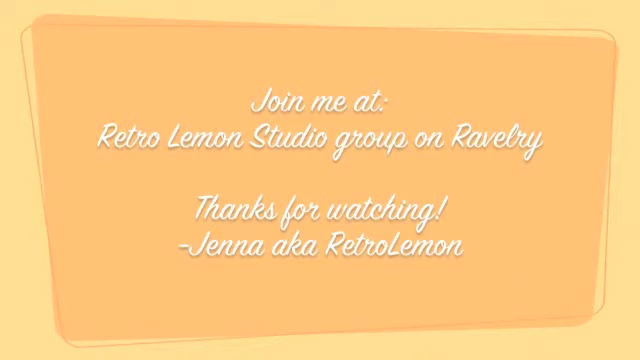 Join me at:
Retro Lemon Studio group on Ravelry
Thanks for watching!
-Jenna aka RetroLemon